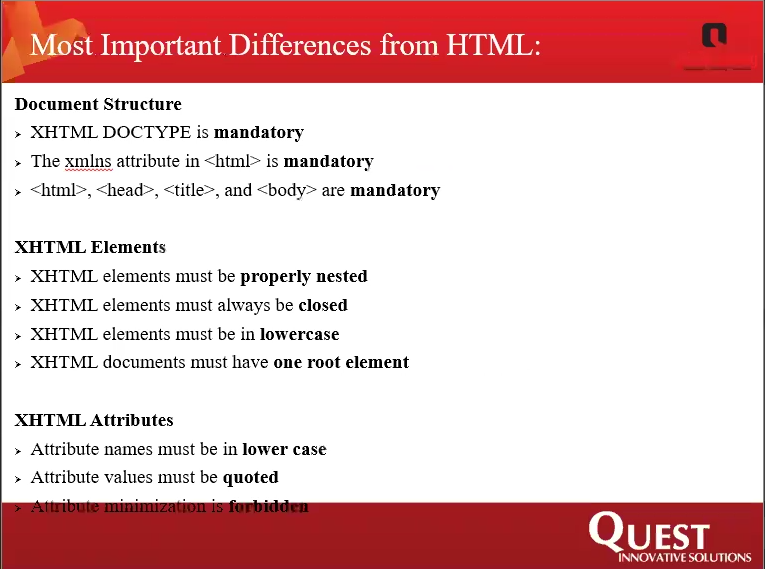 Most Important Differences from HTML:
Document Structure
➢ XHTML DOCTYPE is mandatory
➢ The xmlns attribute in <html> is mandatory
➢ <html>, <head>, <title>, and <body> are mandatory
XHTML Elements
➢ XHTML elements must be properly nested
➢ XHTML elements must always be closed
➢ XHTML elements must be in lowercase
➢ XHTML documents must have one root element
XHTML Attributes
➢ Attribute names must be in lower case
➢ Attribute values must be quoted
➢ Attribute minimization is forbidden
QUEST
INNOVATIVE SOLUTIONS